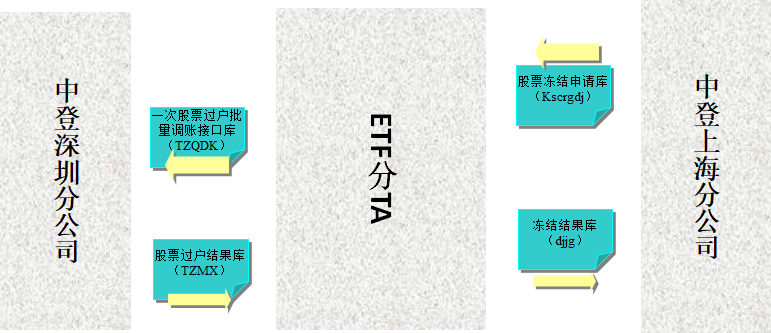 中登深圳分公司
一次股票过户批
量调账接口库
（TZQDK）
股票过户结果库
（TZMX）
ETF分TA
股票冻结申请库
（Kscrgdj）
冻结结果库
（djjg）
中登上海分公司